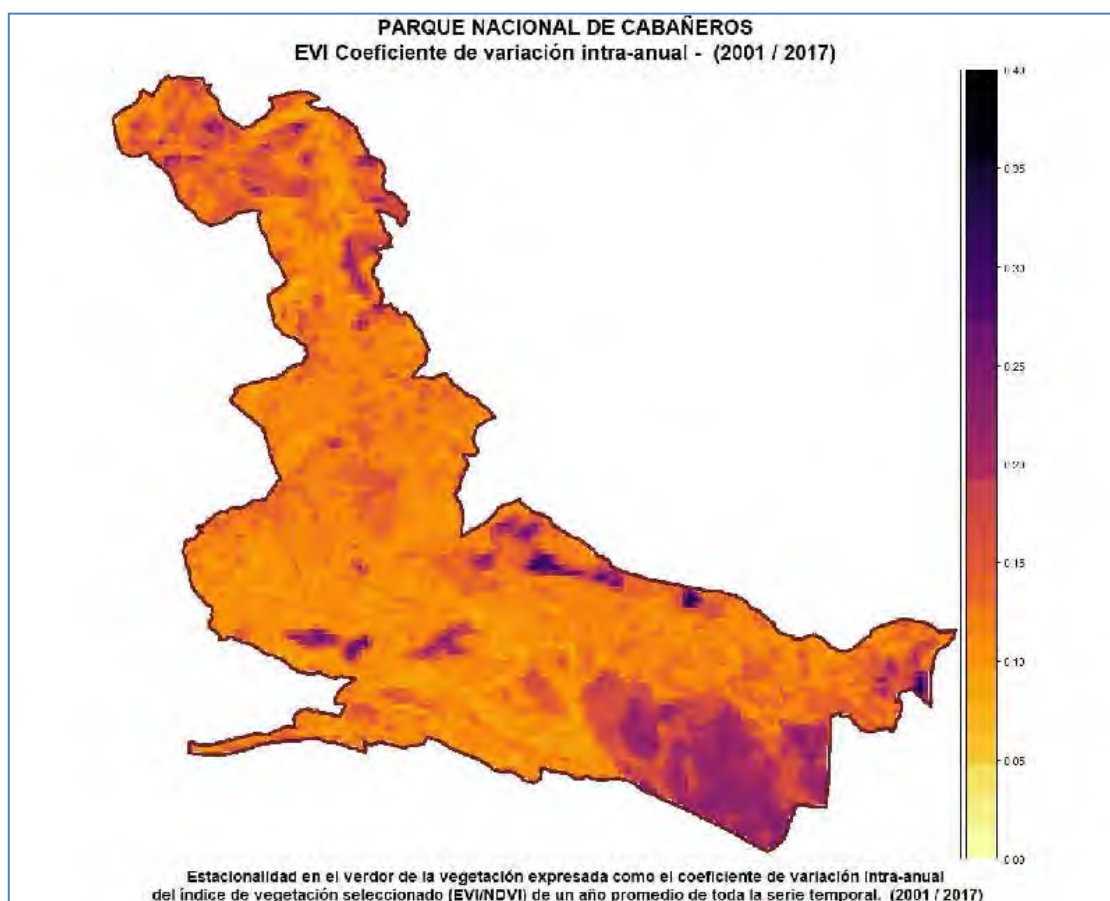 PARQUE NACIONAL DE CABAÑEROS
EVI Coeficiente de variación intra-anual - (2001 / 2017)
0.40
0.35
0.30
0.25
0.20
0.15
0.10
0.05
0.00
Estacionalidad en el verdor de la vegetación expresada como el coeficiente de variación intra-anual
del índice de vegetación seleccionado (EVI/NDVI) de un año promedio de toda la serie temporal. (2001 / 2017)